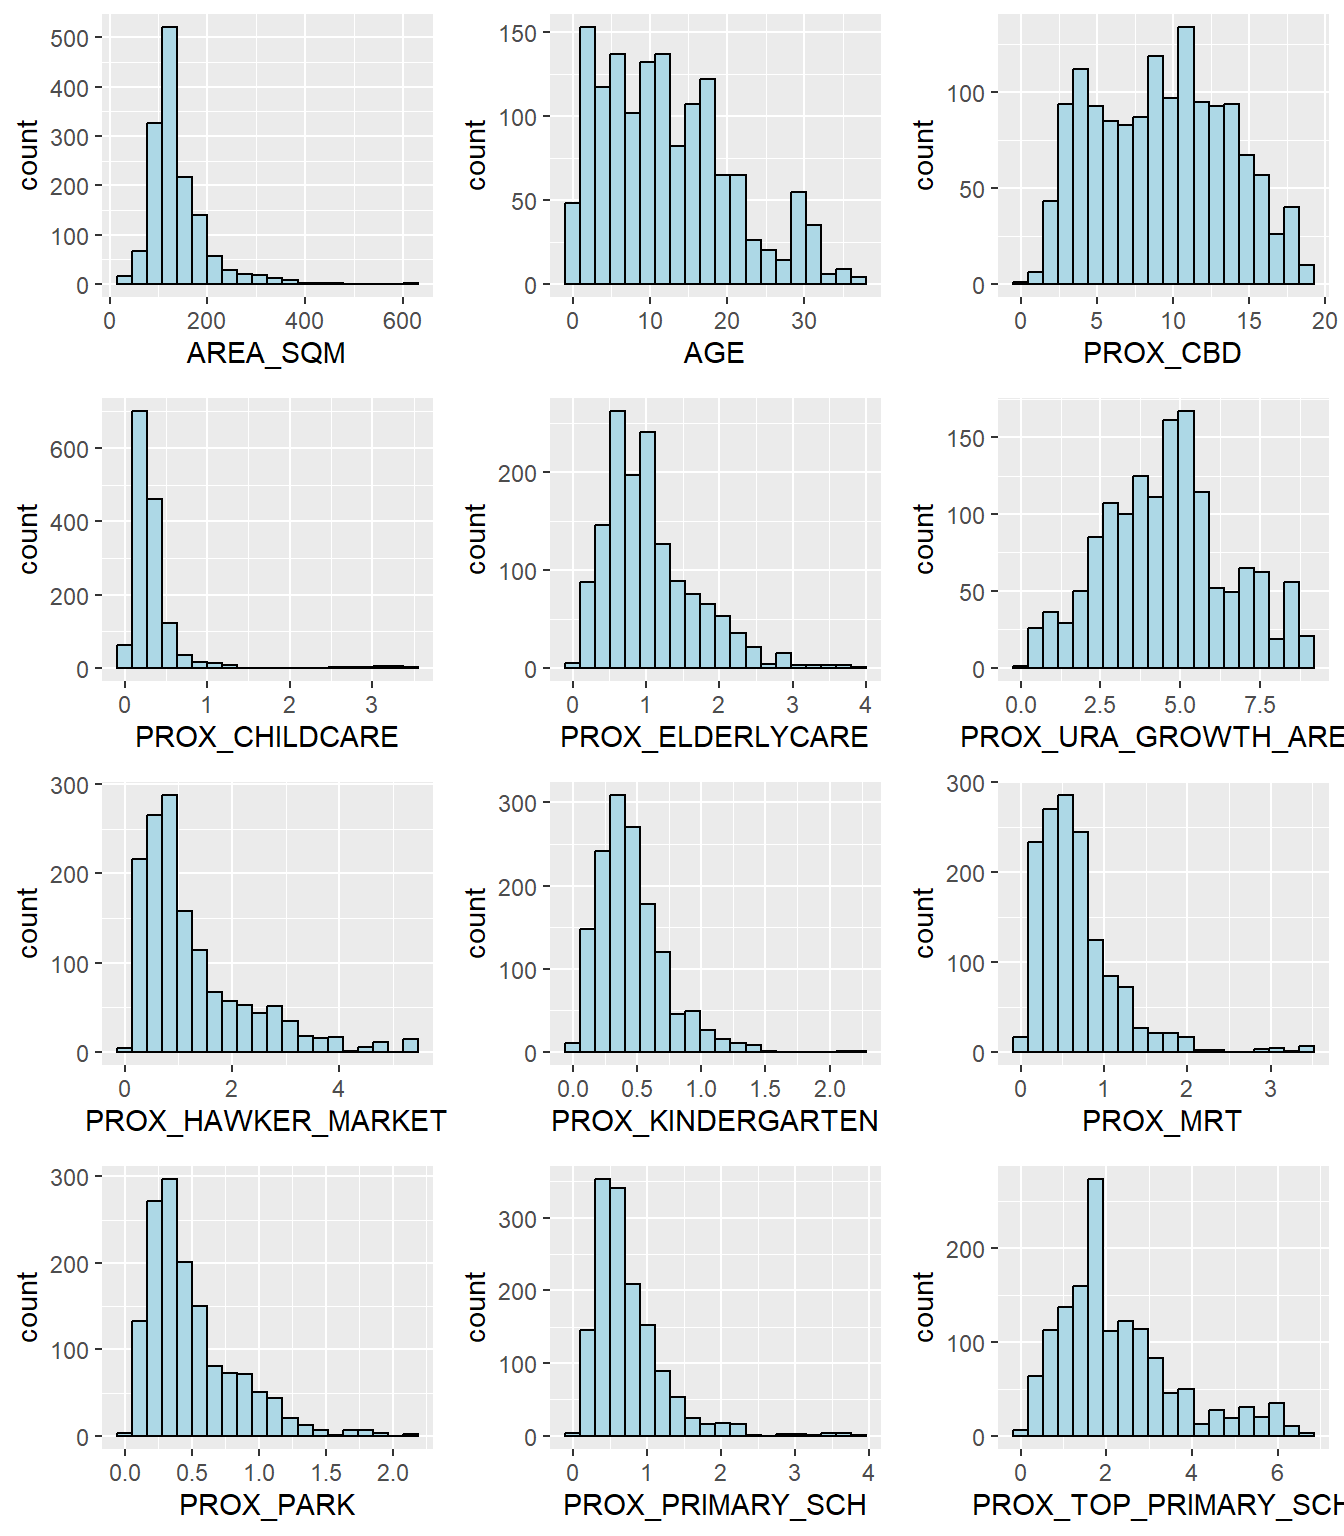 500
400
300
200
100
0
count
0 200 400 600
AREA_SQM
150
100
50
0
count
0 10 20 30
AGE
100
50
0
count
0 5 10 15 20
PROX_CBD
600
400
200
0
count
0 1 2 3
PROX_CHILDCARE
200
100
0
count
0 1 2 3 4
PROX_ELDERLYCARE
150
100
50
0
count
0.0 2.5 5.0 7.5
PROX_URA_GROWTH_ARE
300
200
100
0
count
0 2 4
PROX_HAWKER_MARKET
300
200
100
0
count
0.0 0.5 1.0 1.5 2.0
PROX_KINDERGARTEN
300
200
100
0
count
0 1 2 3
PROX_MRT
300
200
100
0
count
0.0 0.5 1.0 1.5 2.0
PROX_PARK
300
200
100
0
count
0 1 2 3 4
PROX_PRIMARY_SCH
200
100
0
count
0 2 4 6
PROX_TOP_PRIMARY_SCH